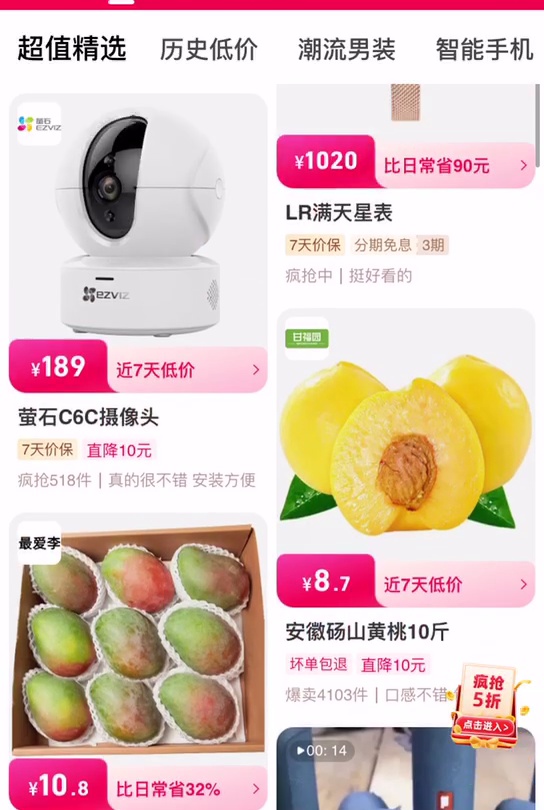 超值精选
历史低价
潮流男装
智能手机
萤石
EZVIZ
ezviz
¥189
近7天低价
萤石C6C摄像头
7天价保
直降10元
疯抢518件
真的很不错 安装方便
最爱李
¥10.8
比日常省32%
¥1020
比日常省90元
LR满天星表
7天价保
分期免息
3期
疯抢中
挺好看的
甘福园
¥8.7
近7天低价
安徽砀山黄桃10斤
坏单包退
直降10元
爆卖4103件
口感不错
疯抢
5折
点击进入>
00: 14